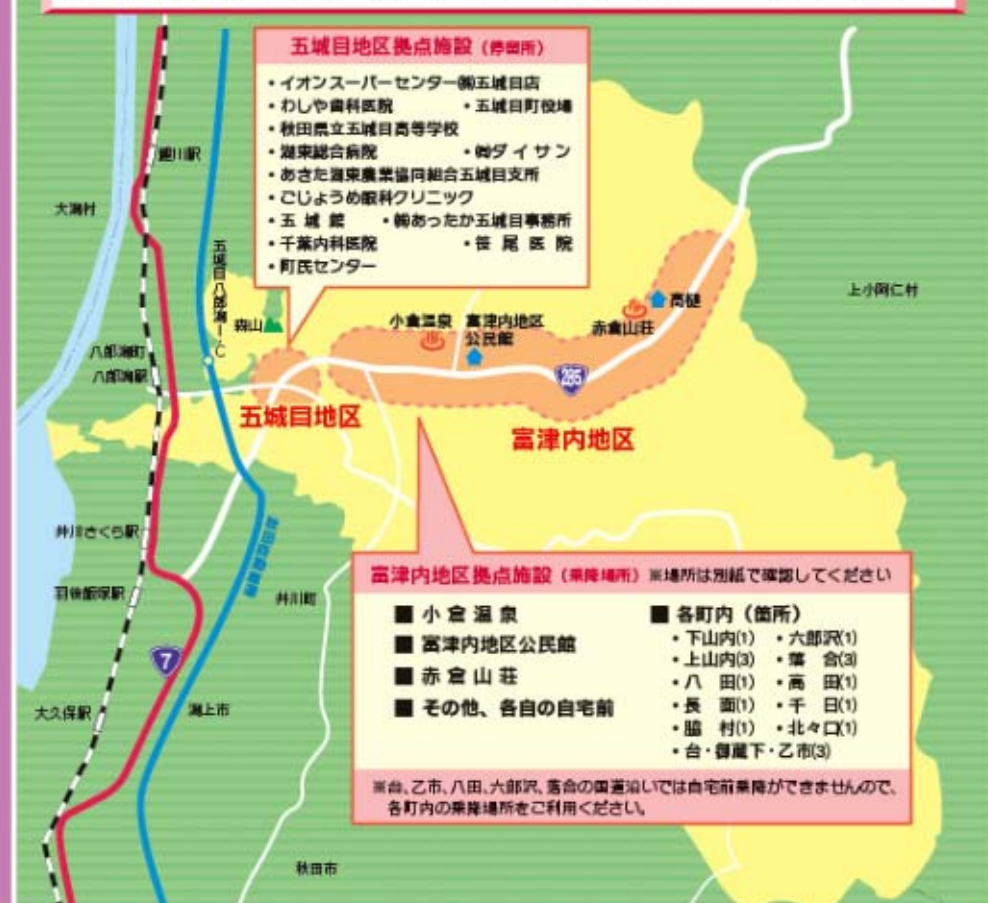 五城目地区拠点施設（停留所）
・イオンスーパーセンター㈱五城目店
・わしや歯科医院 ・五城目町役場
・秋田県立五城目高等学校
・湖東総合病院 ・㈲ダイサン
・あきた湖東農業協同組合五城目支所
・ごじょうめ眼科クリニック
・五城館 ・㈱あったか五城目事務所
・千葉内科医院 ・笹尾医院
・町民センター
鯉川駅
大潟村
五城目八郎潟I・C
森山
八郎潟町
八郎潟駅
小倉温泉
富津内地区
公民館
赤倉山荘
高樋
上小阿仁村
285
五城目地区
富津内地区
井川さくら駅
羽後飯塚駅
井川町
7
大久保駅
潟上市
秋田市
富津内地区拠点施設（乗降場所）※場所は別紙で確認してください
■ 小倉温泉
■ 富津内地区公民館
■ 赤倉山荘
■ その他、各自の自宅前
■ 各町内（箇所）
・下山内(1) ・六郎沢(1)
・上山内(3) ・落合(3)
・八田(1) ・高田(1)
・長面(1) ・千日(1)
・脇村(1) ・北々口(1)
・台・御蔵下・乙市(3)
※台、乙市、八田、六郎沢、落合の国道沿いでは自宅前乗降ができませんので、
各町内の乗降場所をご利用ください。